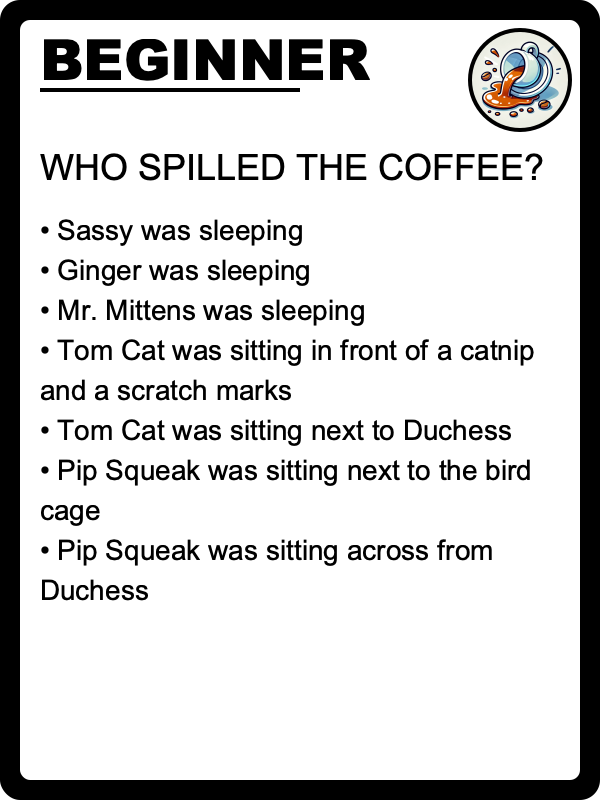 BEGINNER
WHO SPILLED THE COFFEE?
• Sassy was sleeping
• Ginger was sleeping
• Mr. Mittens was sleeping
• Tom Cat was sitting in front of a catnip
and a scratch marks
• Tom Cat was sitting next to Duchess
• Pip Squeak was sitting next to the bird
cage
• Pip Squeak was sitting across from
Duchess